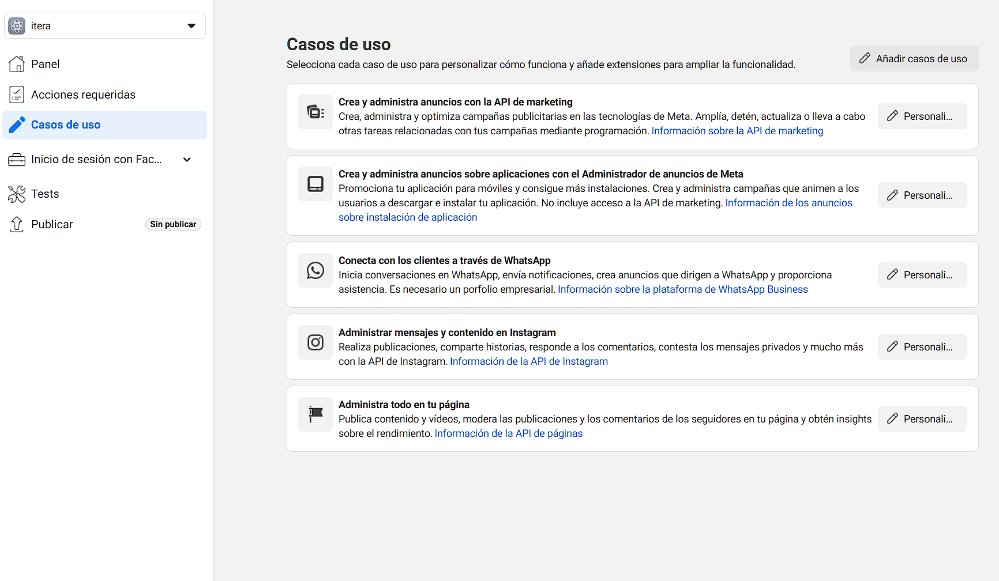 itera
Panel
Acciones requeridas
Casos de uso
Inicio de sesión con Fac...
Tests
Publicar
Sin publicar
Casos de uso
Selecciona cada caso de uso para personalizar cómo funciona y añade extensiones para ampliar la funcionalidad.
Añadir casos de uso
Crea y administra anuncios con la API de marketing
Crea, administra y optimiza campañas publicitarias en las tecnologías de Meta. Amplía, detén, actualiza o lleva a cabo
otras tareas relacionadas con tus campañas mediante programación. Información sobre la API de marketing
Personali...
Crea y administra anuncios sobre aplicaciones con el Administrador de anuncios de Meta
Promociona tu aplicación para móviles y consigue más instalaciones. Crea y administra campañas que animen a los
usuarios a descargar e instalar tu aplicación. No incluye acceso a la API de marketing. Información de los anuncios
sobre instalación de aplicación
Personali...
Conecta con los clientes a través de WhatsApp
Inicia conversaciones en WhatsApp, envía notificaciones, crea anuncios que dirigen a WhatsApp y proporciona
asistencia. Es necesario un porfolio empresarial. Información sobre la plataforma de WhatsApp Business
Personali...
Administrar mensajes y contenido en Instagram
Realiza publicaciones, comparte historias, responde a los comentarios, contesta los mensajes privados y mucho más
con la API de Instagram. Información de la API de Instagram
Personali...
Administra todo en tu página
Publica contenido y vídeos, modera las publicaciones y los comentarios de los seguidores en tu página y obtén insights
sobre el rendimiento. Información de la API de páginas
Personali...